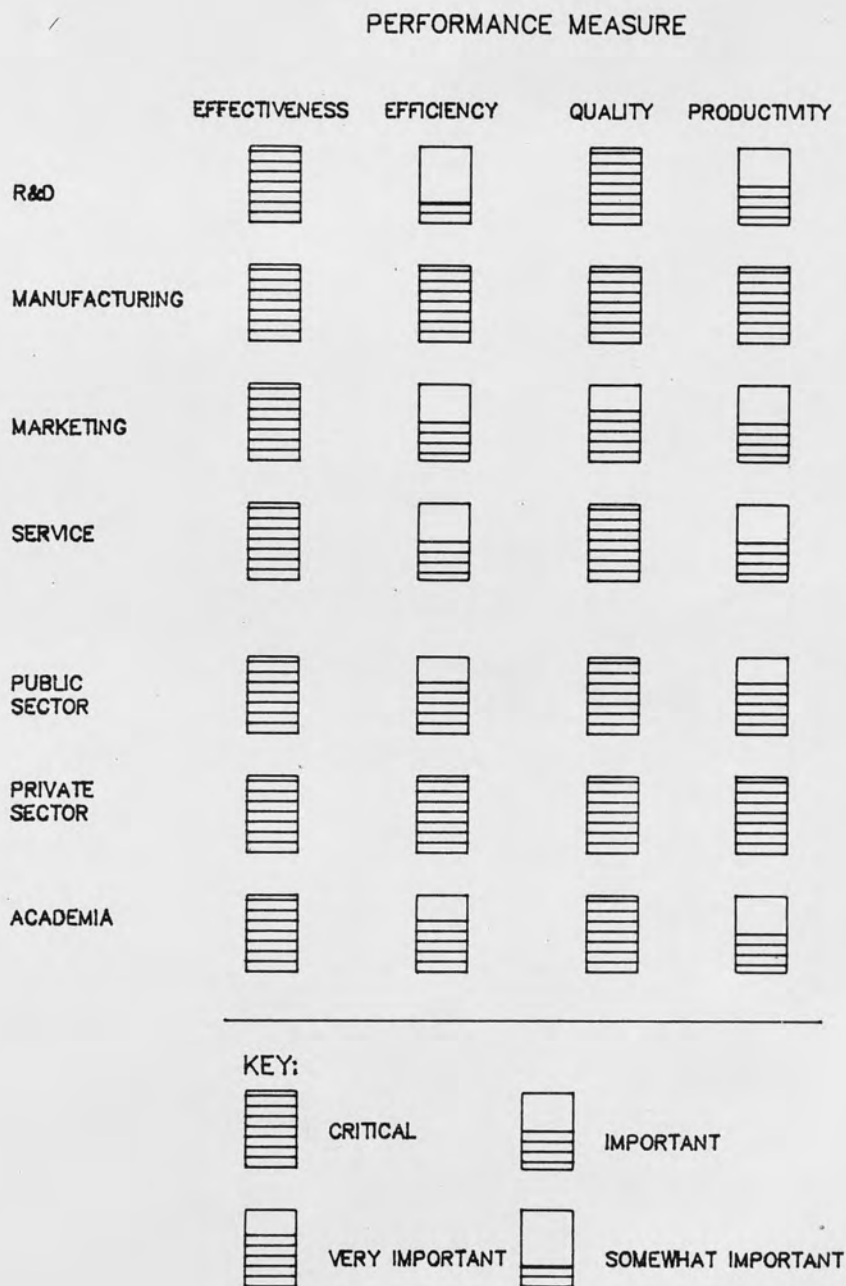 PERFORMANCE MEASURE
EFFECTIVENESS EFFICIENCY QUALITY PRODUCTIVITY
R&D
MANUFACTURING
MARKETING
SERVICE
PUBLIC
SECTOR
PRIVATE
SECTOR
ACADEMIA
KEY:
CRITICAL IMPORTANT
VERY IMPORTANT SOMEWHAT IMPORTANT